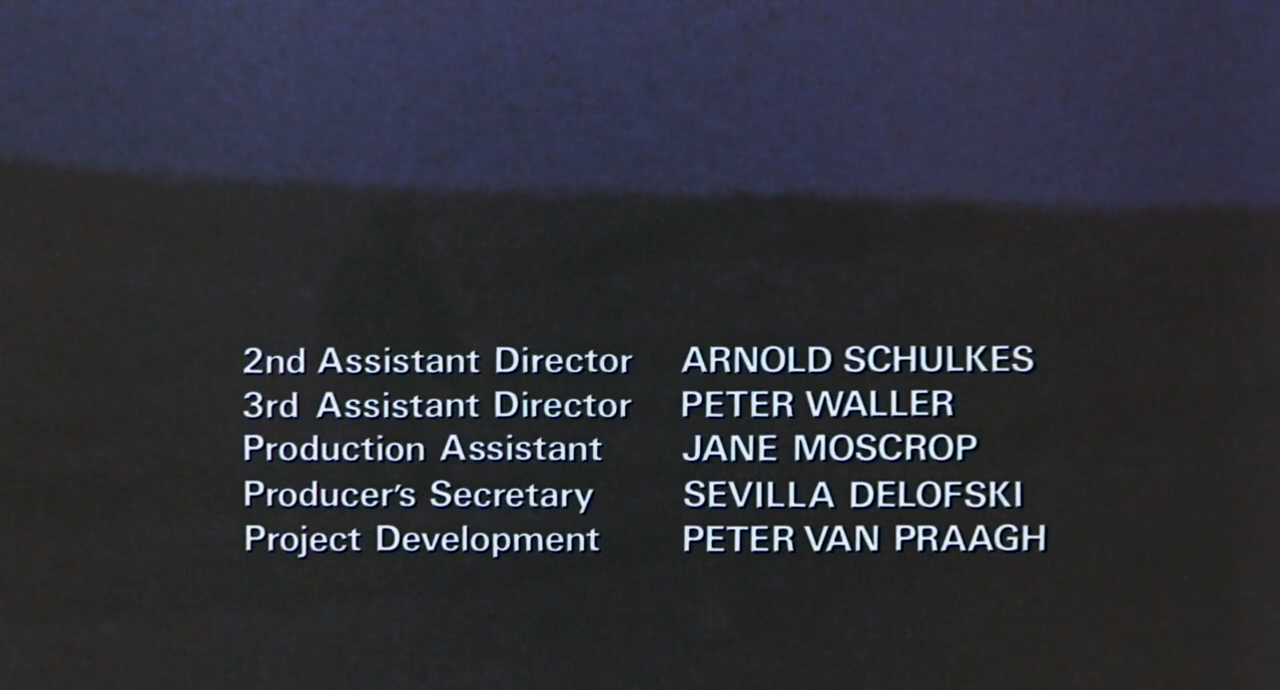 2nd Assistant Director ARNOLD SCHULKES
3rd Assistant Director PETER WALLER
Production Assistant JANE MOSCROP
Producer's Secretary SEVILLA DELOFSKI
Project Development PETER VAN PRAAGH